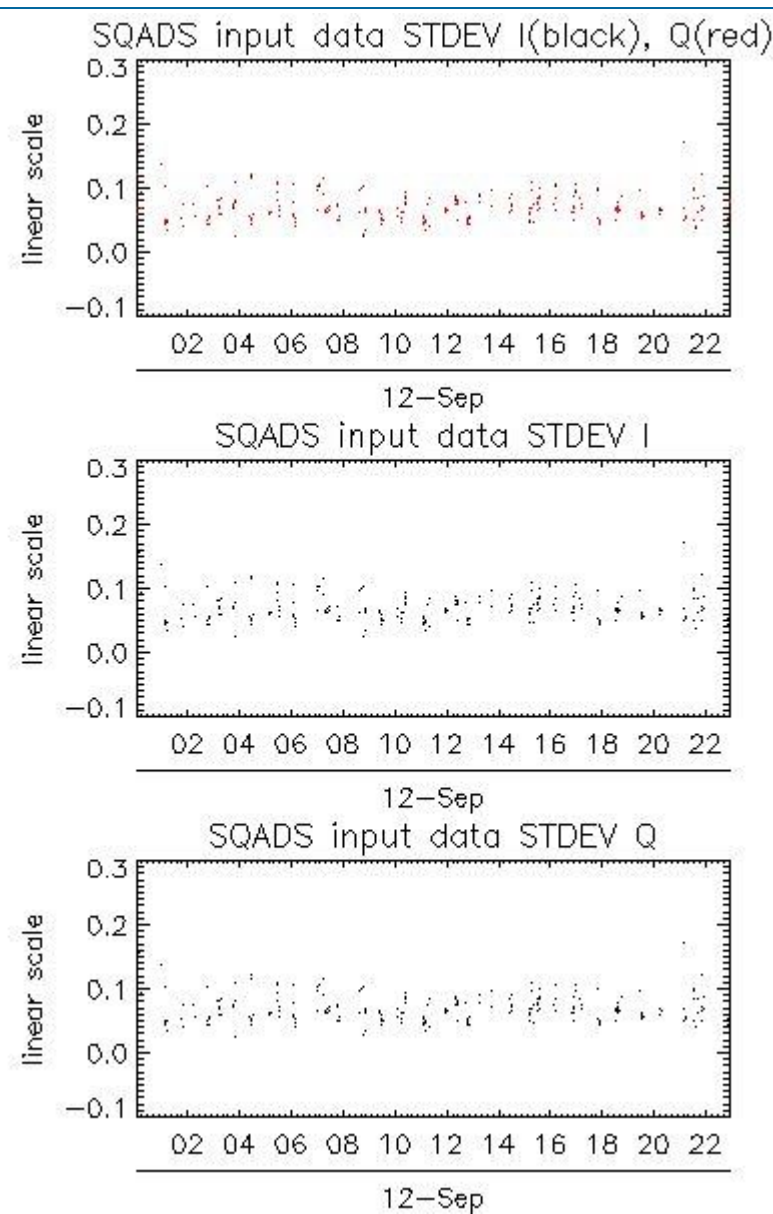 SQADS input data STDEV I(black), Q(red)
0.3
0.2
0.1
0.0
-0.1
linear scale
02 04 06 08 10 12 14 16 18 20 22
12-Sep
SQADS input data STDEV I
0.3
0.2
0.1
0.0
-0.1
linear scale
02 04 06 08 10 12 14 16 18 20 22
12-Sep
SQADS input data STDEV Q
0.3
0.2
0.1
0.0
-0.1
linear scale
02 04 06 08 10 12 14 16 18 20 22
12-Sep